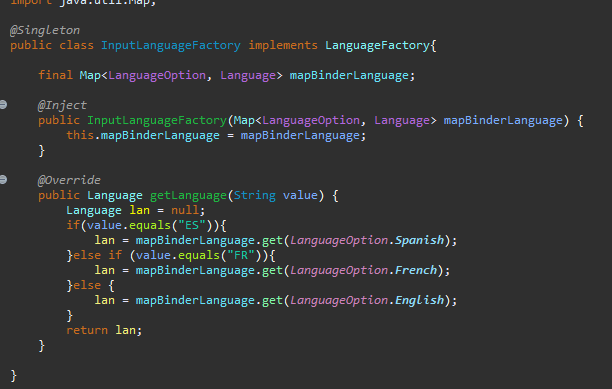 import java.util.Map;
@Singleton
public class InputLanguageFactory implements LanguageFactory{
final Map<LanguageOption, Language> mapBinderLanguage;
@Inject
public InputLanguageFactory(Map<LanguageOption, Language> mapBinderLanguage) {
this.mapBinderLanguage = mapBinderLanguage;
}
@Override
public Language getLanguage(String value) {
Language lan = null;
if(value.equals("ES")){
lan = mapBinderLanguage.get(LanguageOption.Spanish);
}else if (value.equals("FR")){
lan = mapBinderLanguage.get(LanguageOption.French);
}else {
lan = mapBinderLanguage.get(LanguageOption.English);
}
return lan;
}
}